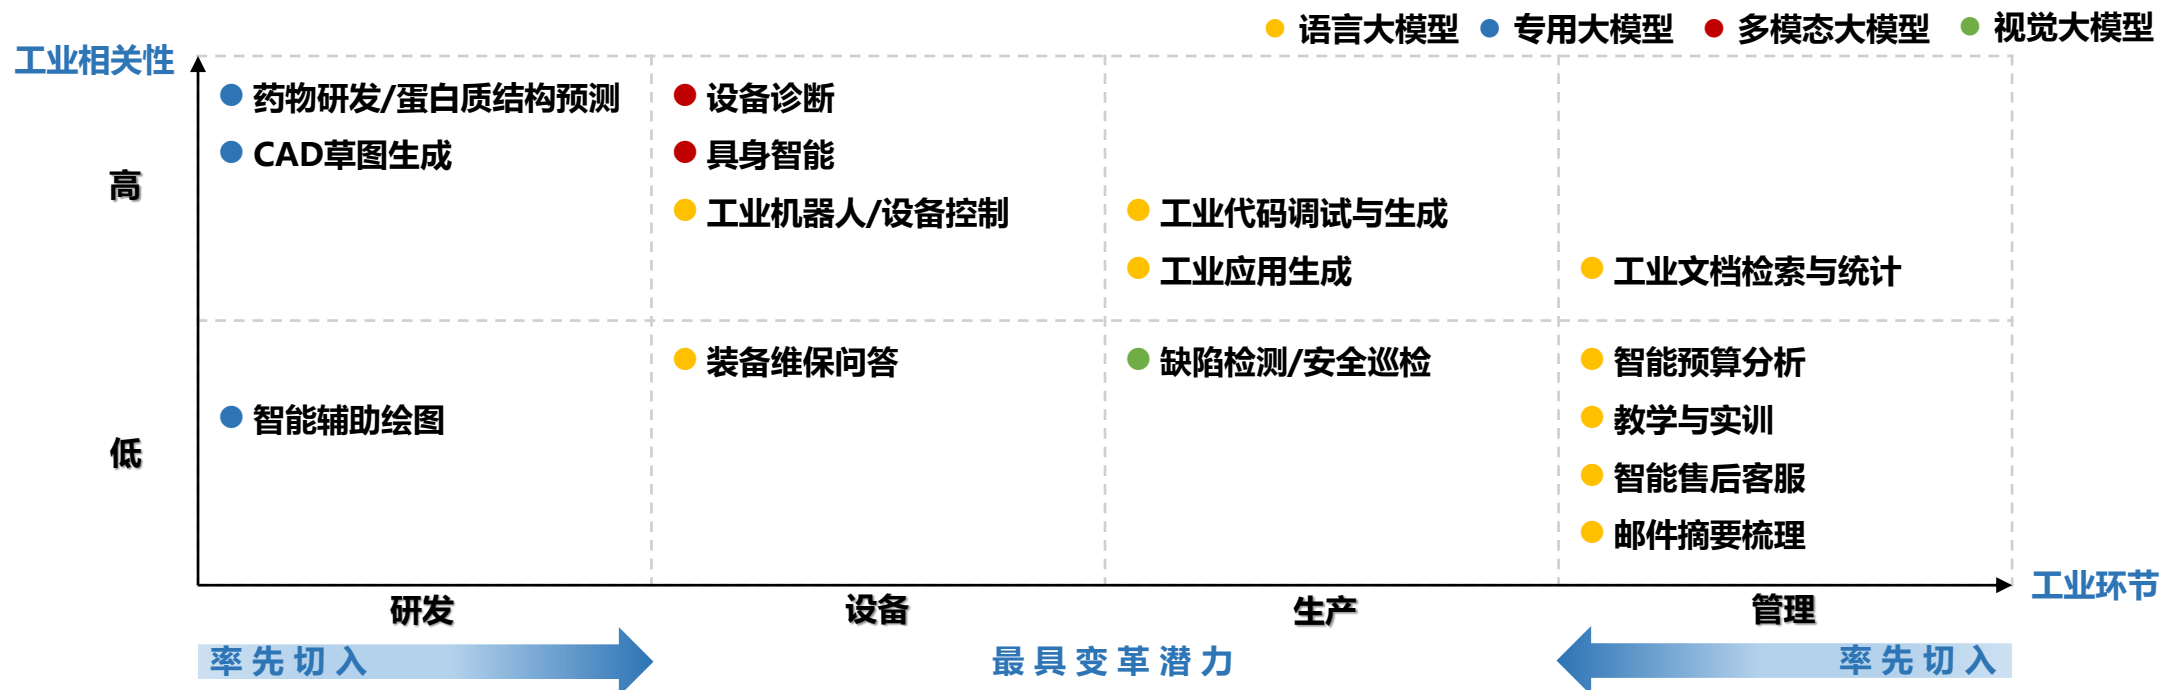 语言大模型 专用大模型 多模态大模型 视觉大模型
工业相关性
药物研发/蛋白质结构预测 设备诊断
CAD草图生成 具身智能
高
工业机器人/设备控制 工业代码调试与生成
工业应用生成 工业文档检索与统计
装备维保问答 缺陷检测/安全巡检 智能预算分析
智能辅助绘图 教学与实训
低
智能售后客服
邮件摘要梳理
工业环节
研发 设备 生产 管理
率先切入 最具变革潜力 率先切入